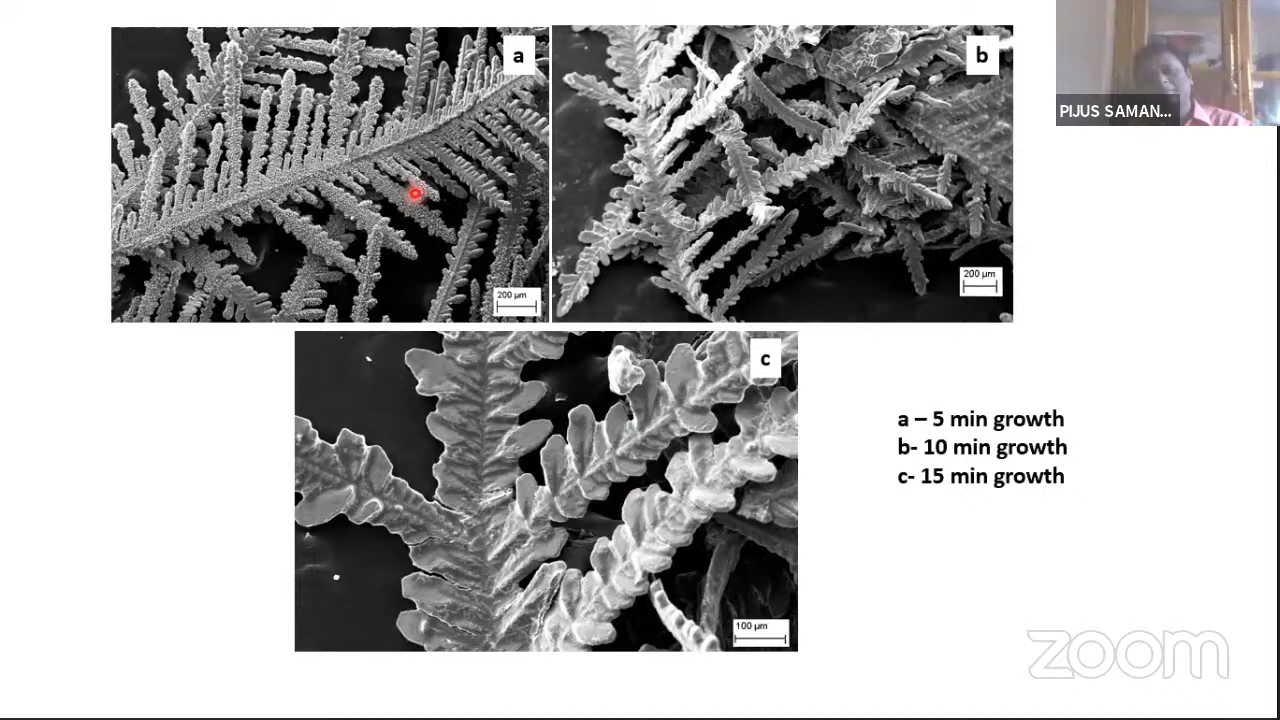 a
b
PIJUS SAMAN...
200 µm
200 µm
c
a – 5 min growth
b- 10 min growth
c- 15 min growth
100 µm
zoom